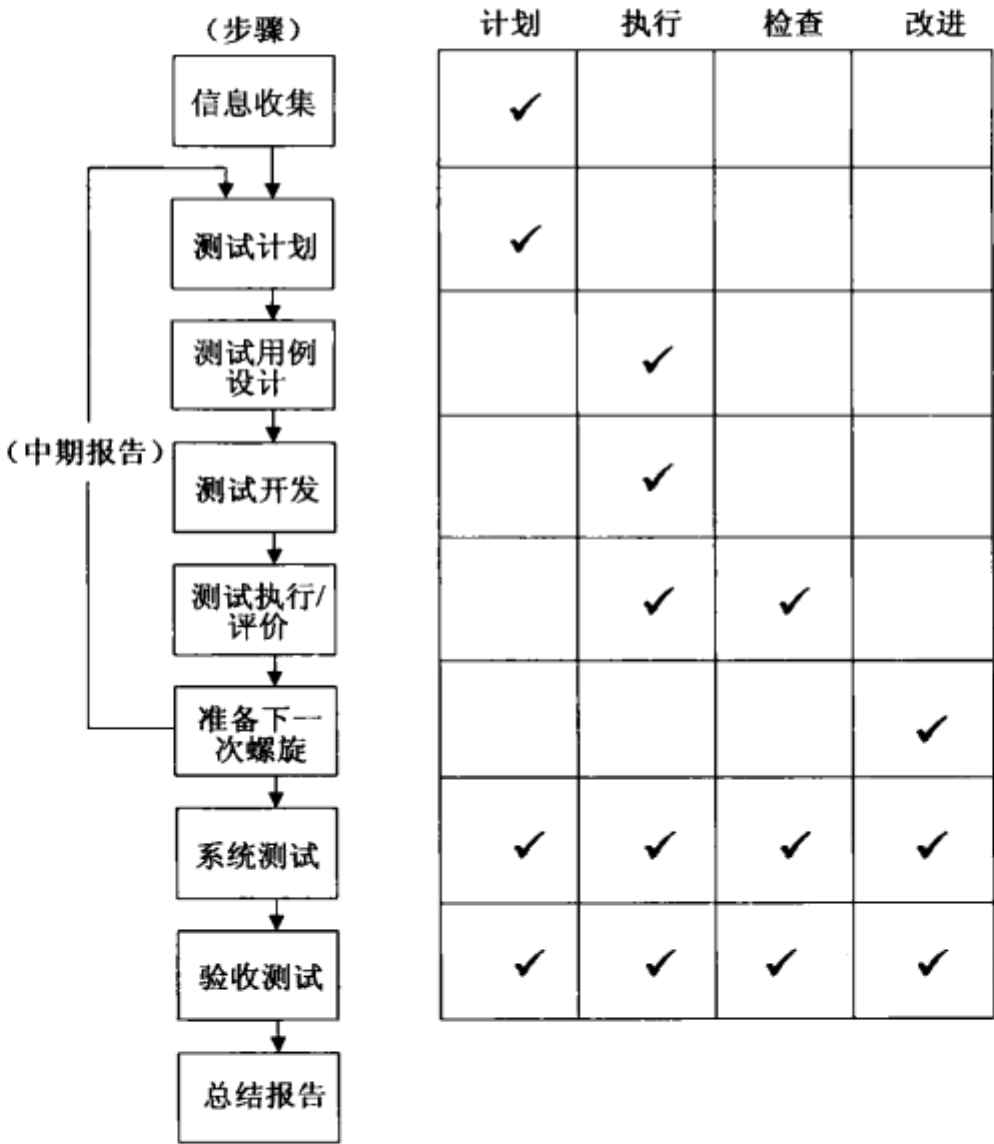 （步骤）
计划 执行 检查 改进
信息收集
测试计划
测试用例
设计
（中期报告）
测试开发
测试执行/
评价
准备下一
次螺旋
系统测试
验收测试
总结报告